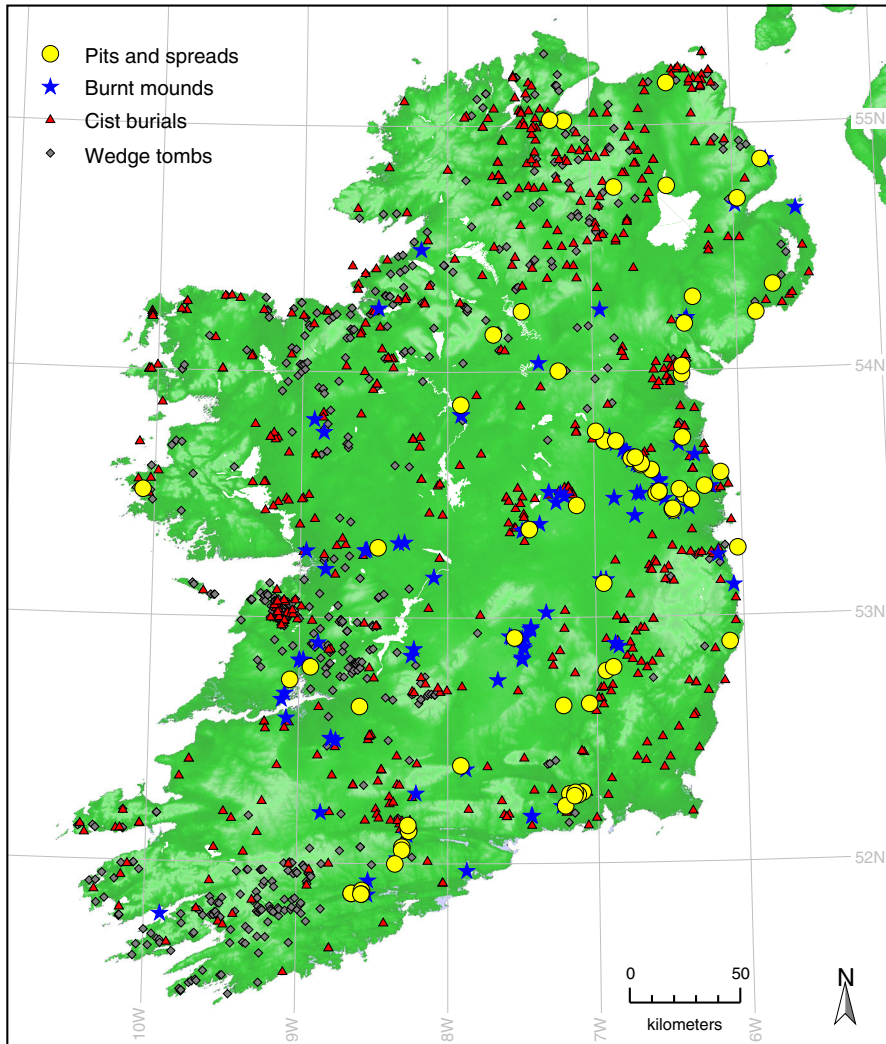 Pits and spreads
Burnt mounds
Cist burials
Wedge tombs
55N
54N
53N
52N
10W
9W
8W
7W
6W
0 50
kilometers
N